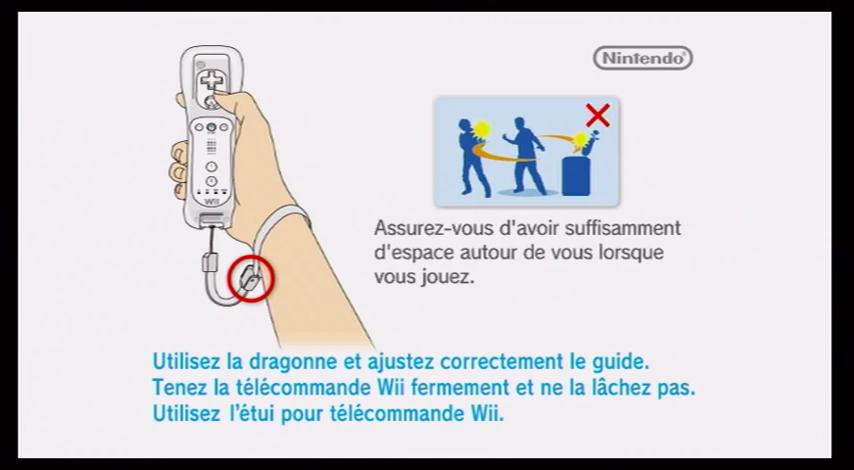 Nintendo®
Wii
Assurez-vous d'avoir suffisamment
d'espace autour de vous lorsque
vous jouez.
Utilisez la dragonne et ajustez correctement le guide.
Tenez la télécommande Wii fermement et ne la lâchez pas.
Utilisez l'étui pour télécommande Wii.